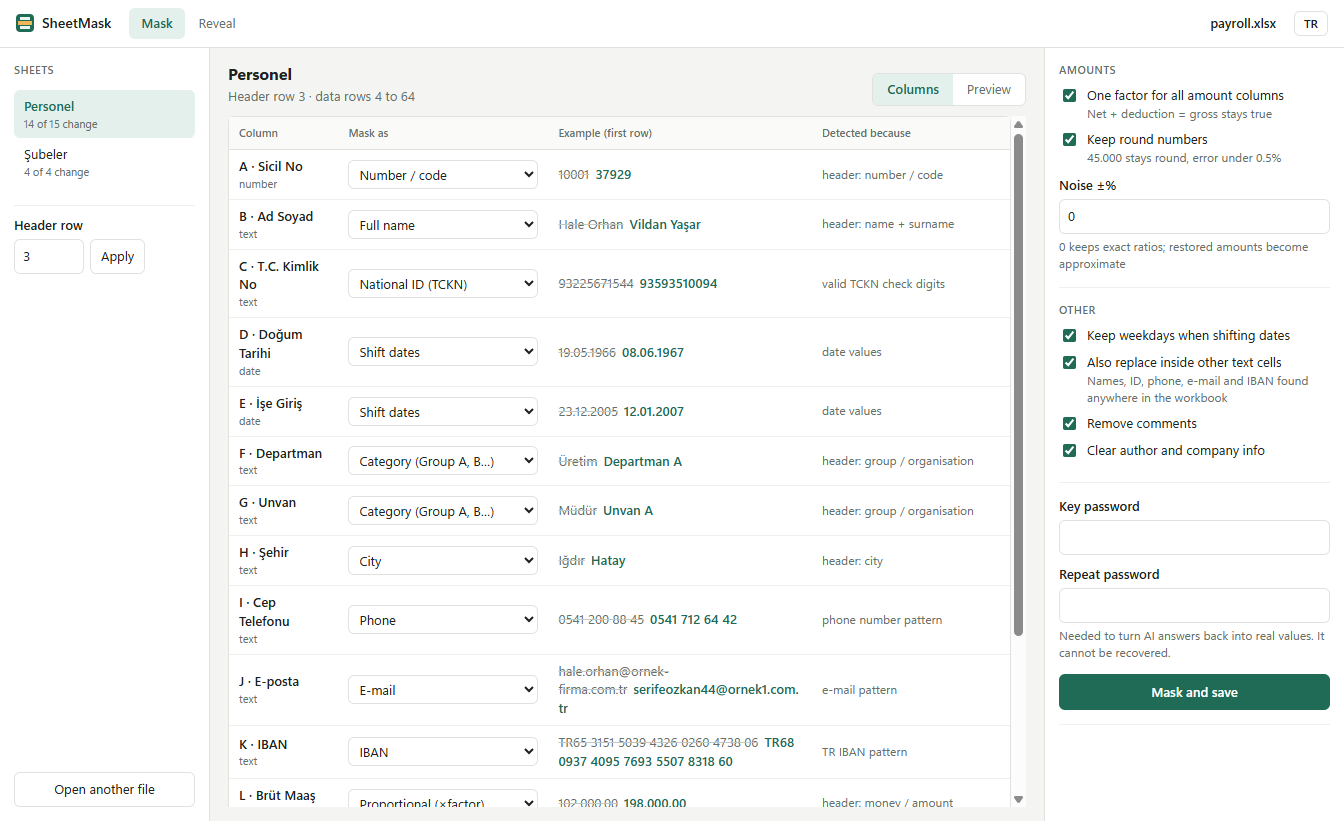 SheetMask
Mask
Reveal
payroll.xlsx
TR
SHEETS
Personel
14 of 15 change
Şubeler
4 of 4 change
Header row
3
Apply
Open another file
Personel
Header row 3 · data rows 4 to 64
Columns
Preview
Column Mask as Example (first row) Detected because
A · Sicil No
number
Number / code
10001 37929
header: number / code
B · Ad Soyad
text
Full name
Hale Orhan Vildan Yaşar
header: name + surname
C · T.C. Kimlik
No
text
National ID (TCKN)
93225671544 93593510094
valid TCKN check digits
D · Doğum
Tarihi
date
Shift dates
19.05.1966 08.06.1967
date values
E · İşe Giriş
date
Shift dates
23.12.2005 12.01.2007
date values
F · Departman
text
Category (Group A, B...)
Üretim Departman A
header: group / organisation
G · Unvan
text
Category (Group A, B...)
Müdür Unvan A
header: group / organisation
H · Şehir
text
City
Iğdır Hatay
header: city
I · Cep
Telefonu
text
Phone
0541 200 88 45 0541 712 64 42
phone number pattern
J · E-posta
text
E-mail
hale.orhan@ornek-
firma.com.tr serifeozkan44@ornek1.com.
tr
e-mail pattern
K · IBAN
text
IBAN
TR65 3151 5039 4326 0260 4738 06 TR68
0937 4095 7693 5507 8318 60
TR IBAN pattern
L · Brüt Maaş
Proportional (×factor)
102.000.00 198.000.00
header: money / amount
AMOUNTS
One factor for all amount columns
Net + deduction = gross stays true
Keep round numbers
45.000 stays round, error under 0.5%
Noise ±%
0
0 keeps exact ratios; restored amounts become
approximate
OTHER
Keep weekdays when shifting dates
Also replace inside other text cells
Names, ID, phone, e-mail and IBAN found
anywhere in the workbook
Remove comments
Clear author and company info
Key password
Repeat password
Needed to turn AI answers back into real values. It
cannot be recovered.
Mask and save